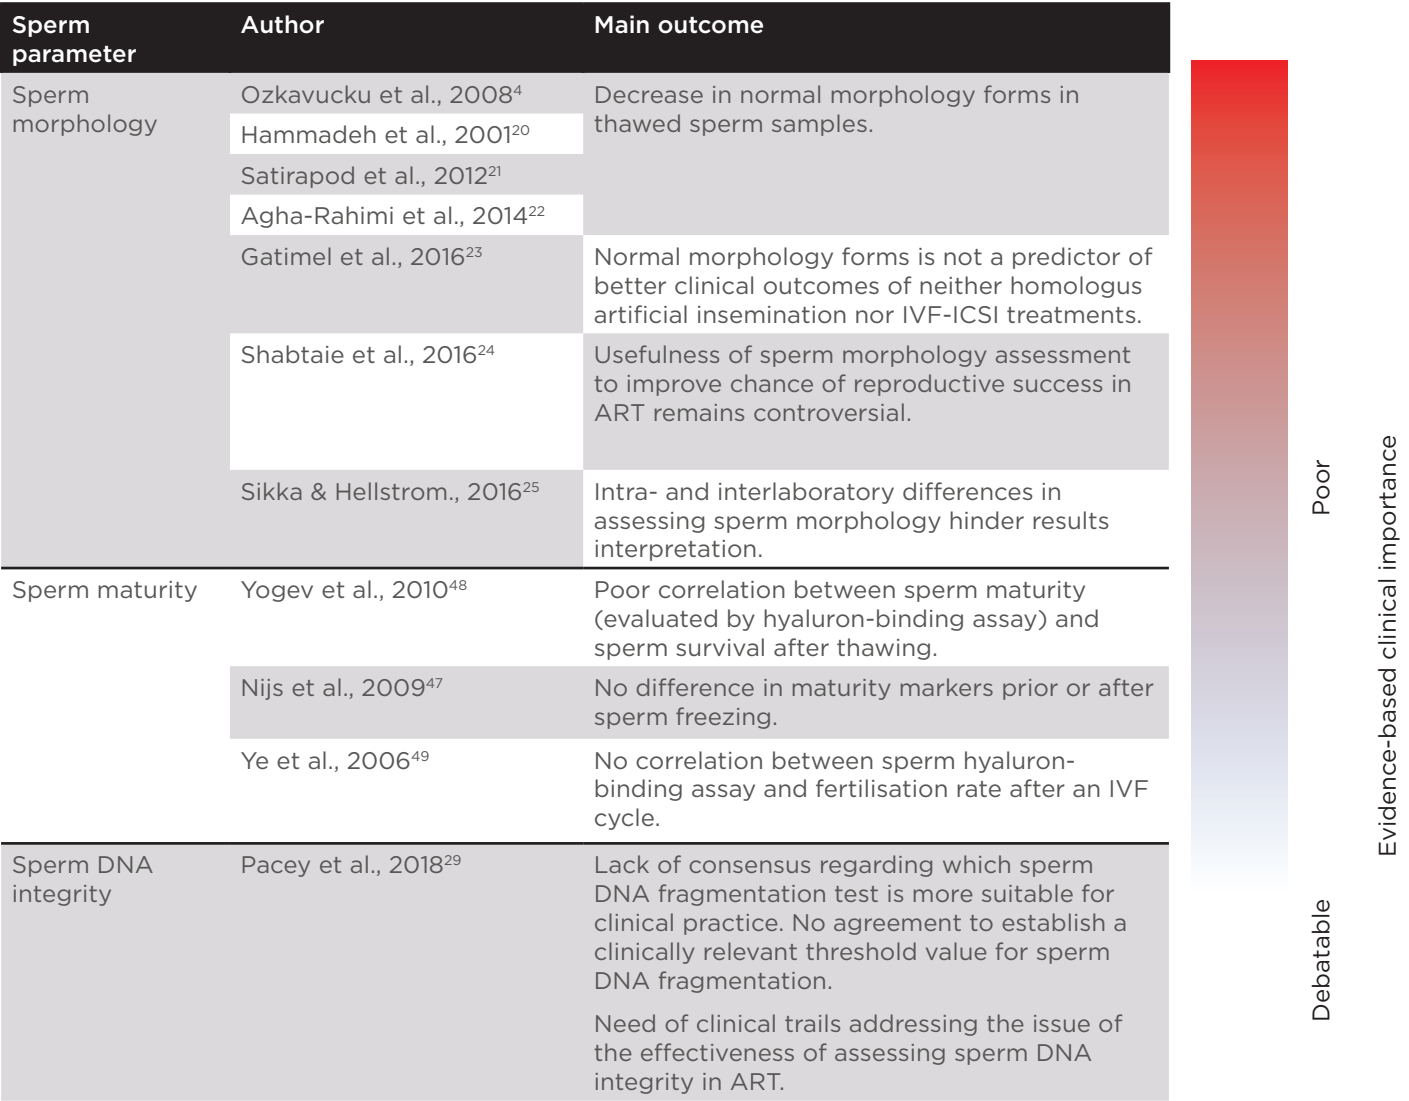 Sperm parameter
Author
Main outcome
Sperm
morphology
Ozkavucku et al., 2008⁴
Hammadeh et al., 2001²⁰
Satirapod et al., 2012²¹
Agha-Rahimi et al., 2014²²
Decrease in normal morphology forms in
thawed sperm samples.
Gatimel et al., 2016²³
Normal morphology forms is not a predictor of
better clinical outcomes of neither homologus
artificial insemination nor IVF-ICSI treatments.
Shabtaie et al., 2016²⁴
Usefulness of sperm morphology assessment
to improve chance of reproductive success in
ART remains controversial.
Sikka & Hellstrom., 2016²⁵
Intra- and interlaboratory differences in
assessing sperm morphology hinder results
interpretation.
Sperm maturity
Yogev et al., 2010⁴⁸
Poor correlation between sperm maturity
(evaluated by hyaluron-binding assay) and
sperm survival after thawing.
Nijs et al., 2009⁴⁷
No difference in maturity markers prior or after
sperm freezing.
Ye et al., 2006⁴⁹
No correlation between sperm hyaluron-
binding assay and fertilisation rate after an IVF
cycle.
Sperm DNA
integrity
Pacey et al., 2018²⁹
Lack of consensus regarding which sperm
DNA fragmentation test is more suitable for
clinical practice. No agreement to establish a
clinically relevant threshold value for sperm
DNA fragmentation.
Need of clinical trails addressing the issue of
the effectiveness of assessing sperm DNA
integrity in ART.
Poor
Debatable
Evidence-based clinical importance